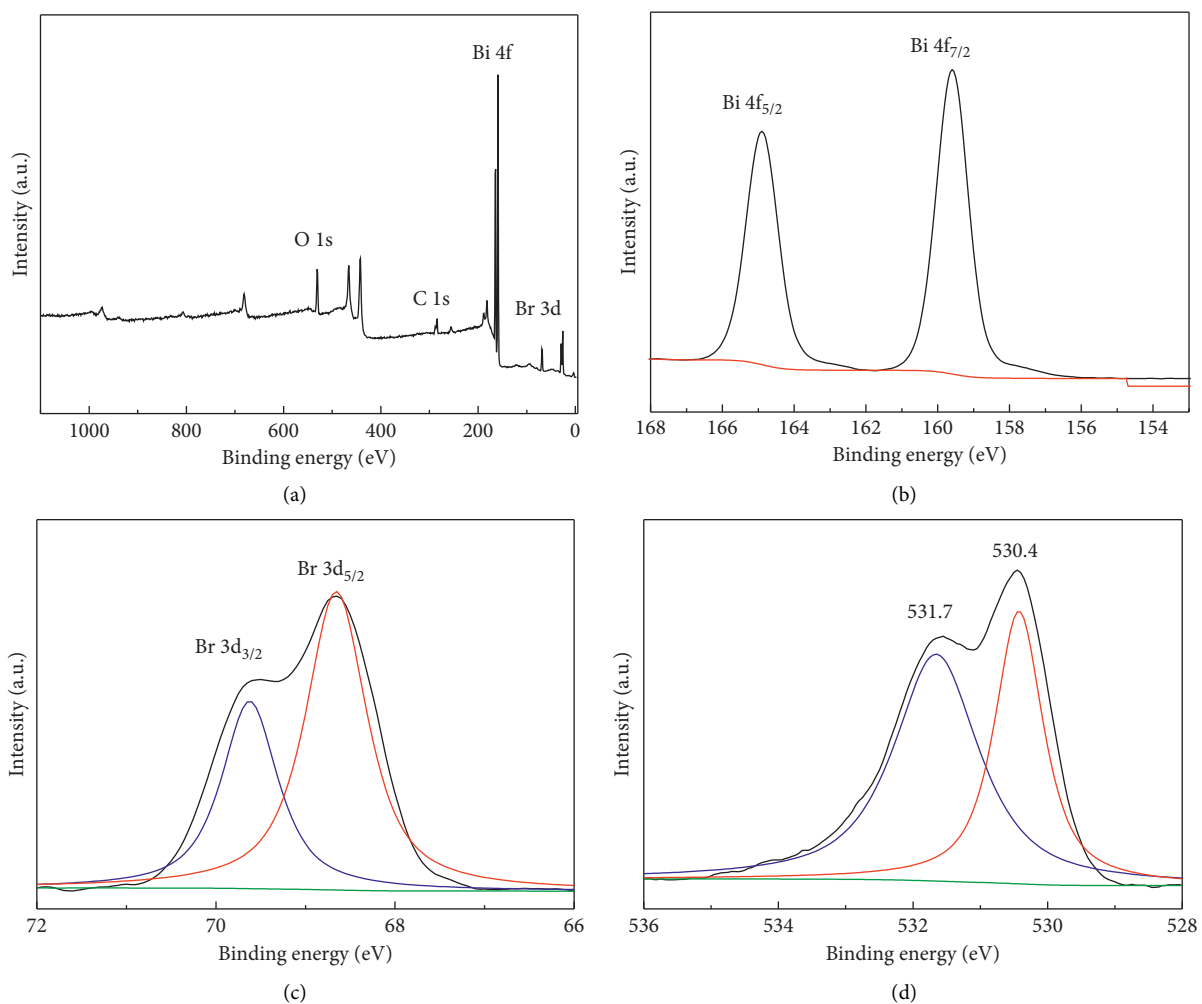 Bi 4f
O 1s
C 1s
Br 3d
Intensity (a.u.)
1000 800 600 400 200 0
Binding energy (eV)
(a)
Bi 4f7/2
Bi 4f5/2
Intensity (a.u.)
168 166 164 162 160 158 156 154
Binding energy (eV)
(b)
Br 3d5/2
Br 3d3/2
Intensity (a.u.)
72 70 68 66
Binding energy (eV)
(c)
530.4
531.7
Intensity (a.u.)
536 534 532 530 528
Binding energy (eV)
(d)